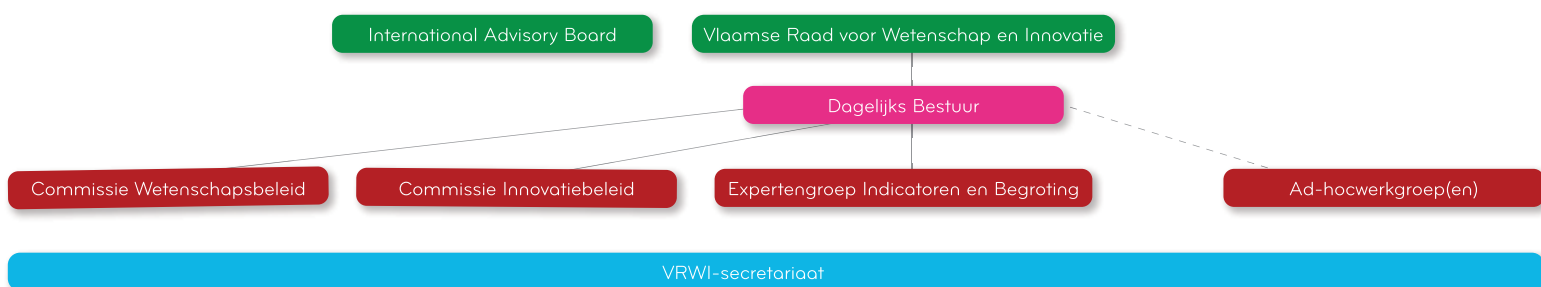 International Advisory Board
Vlaamse Raad voor Wetenschap en Innovatie
Dagelijks Bestuur
Commissie Wetenschapsbeleid
Commissie Innovatiebeleid
Expertengroep Indicatoren en Begroting
Ad-hocwerkgroep(en)
VRWI-secretariaat